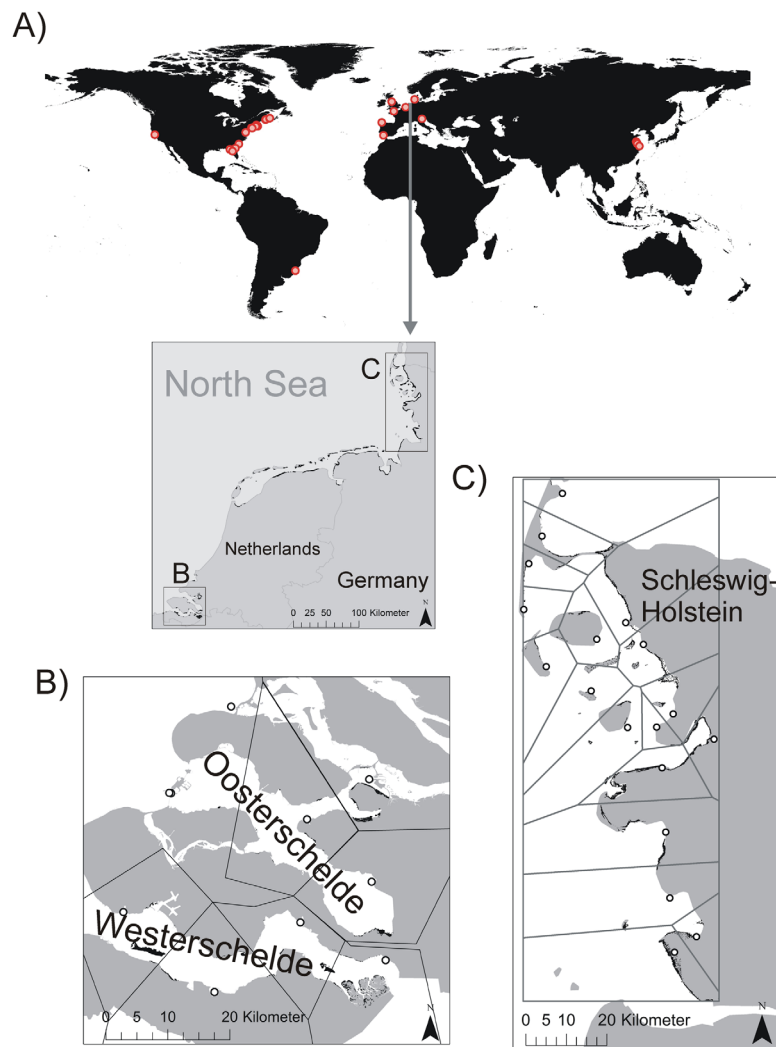 A)
North Sea
C
Netherlands
B
Germany
N
0 25 50 100 Kilometer
C)
Schleswig-
Holstein
N
0 5 10 20 Kilometer
B)
Oosterschelde
Westerschelde
N
0 5 10 20 Kilometer